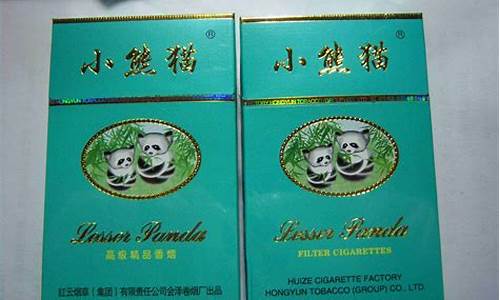 小熊猫®
HONGYUN TOBACCO
Lesser Panda
高级精品香烟
红云烟草(集团)有限责任公司会泽卷烟厂出品
小熊猫®
HONGYUN TOBACCO
Lesser Panda
FILTER CIGARETTES
HUIZE CIGARETTE FACTORY
HONGYUN TOBACCO (GROUP) CO., LTD